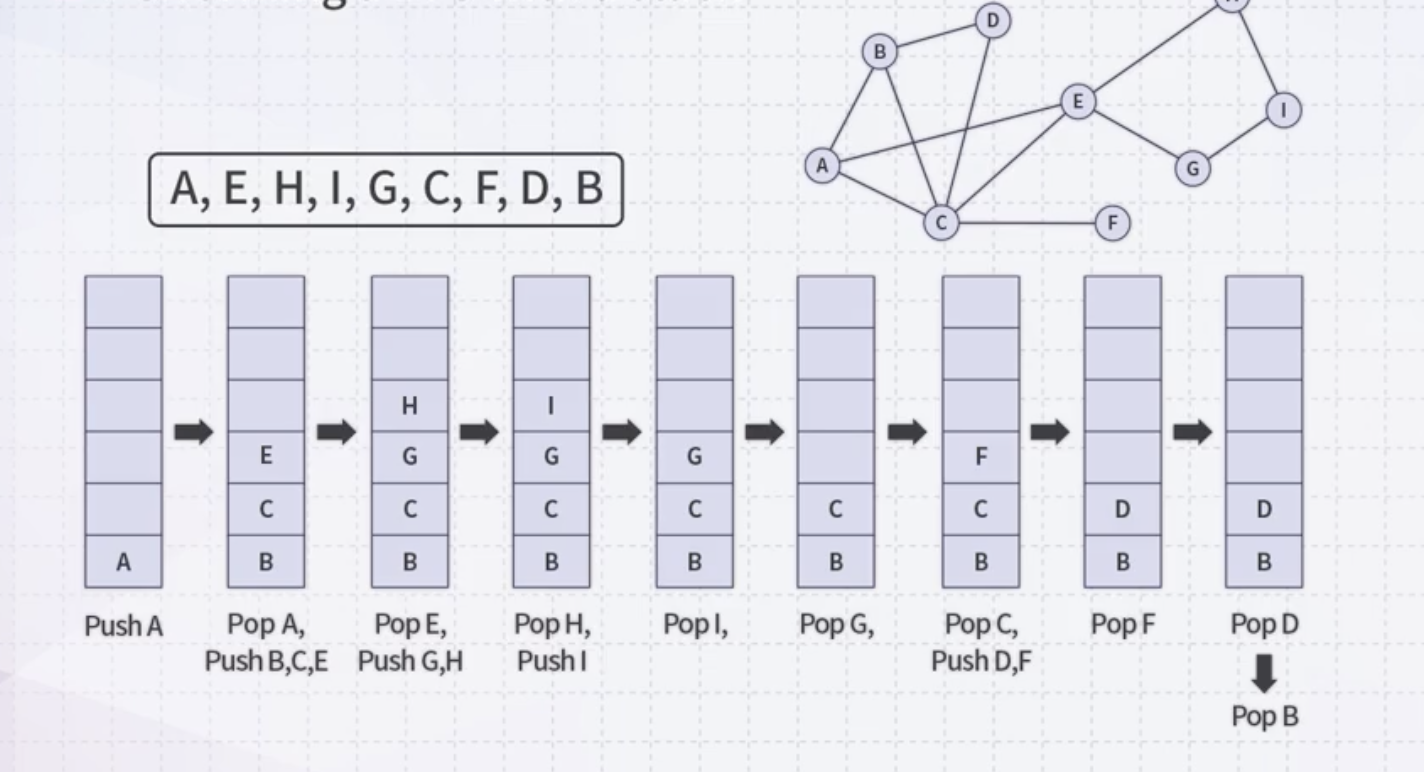 D
B
E
I
A
G
C
F
A, E, H, I, G, C, F, D, B
H I
E G G G F
C C C C C C D D
A B B B B B B B B
Push A Pop A, Pop E, Pop H, Pop I, Pop G, Pop C, Pop F Pop D
Push B,C,E Push G,H Push I Push D,F
Pop B